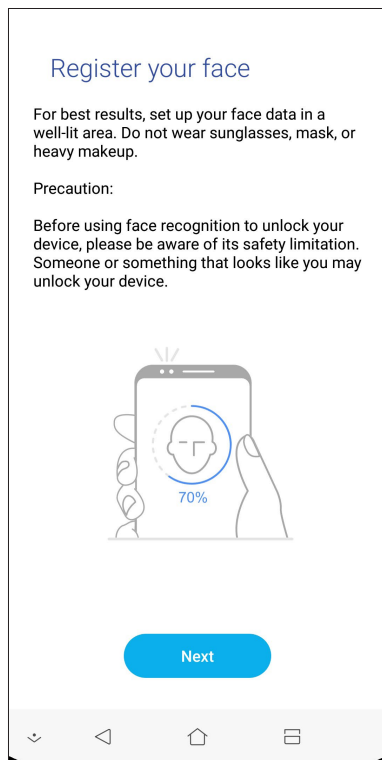 Register your face
For best results, set up your face data in a
well-lit area. Do not wear sunglasses, mask, or
heavy makeup.
Precaution:
Before using face recognition to unlock your
device, please be aware of its safety limitation.
Someone or something that looks like you may
unlock your device.
70%
Next